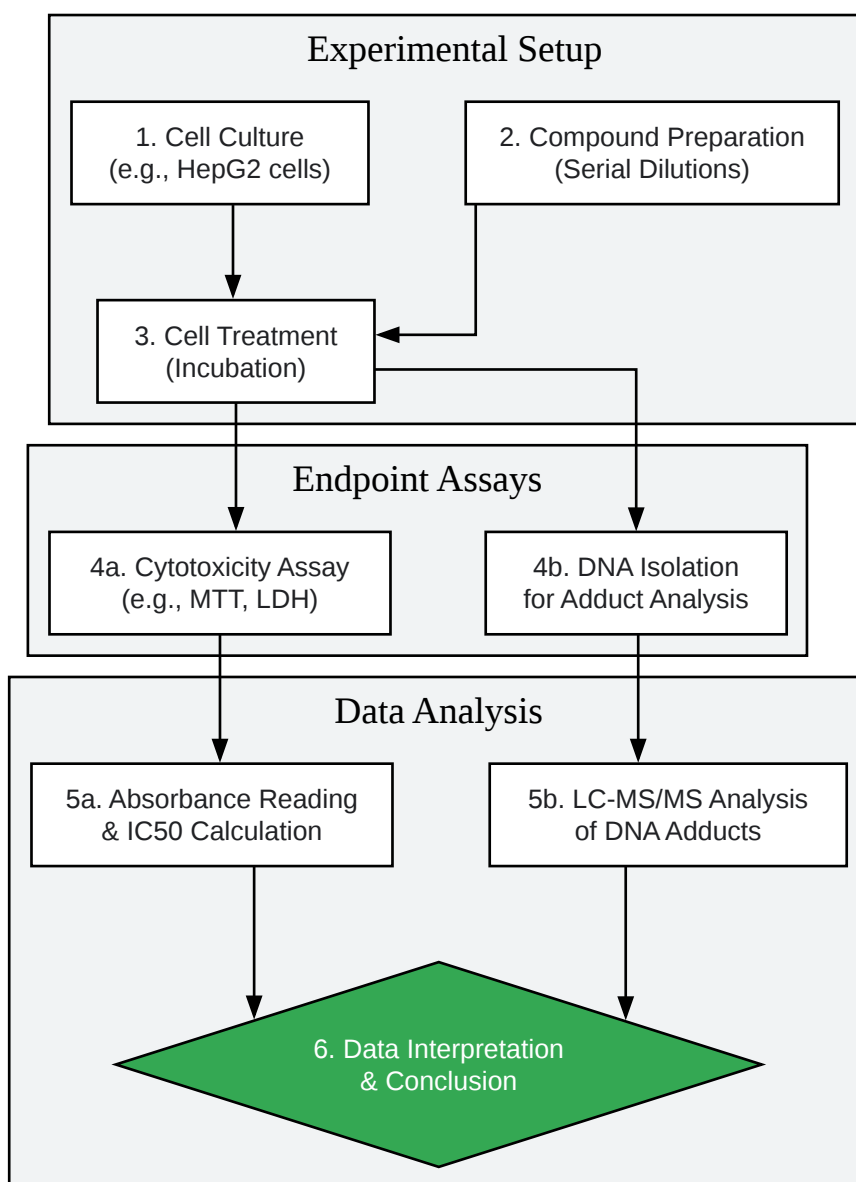 Experimental Setup
1. Cell Culture
(e.g., HepG2 cells)
2. Compound Preparation
(Serial Dilutions)
3. Cell Treatment
(Incubation)
Endpoint Assays
4a. Cytotoxicity Assay
(e.g., MTT, LDH)
4b. DNA Isolation
for Adduct Analysis
Data Analysis
5a. Absorbance Reading
& IC50 Calculation
5b. LC-MS/MS Analysis
of DNA Adducts
6. Data Interpretation
& Conclusion